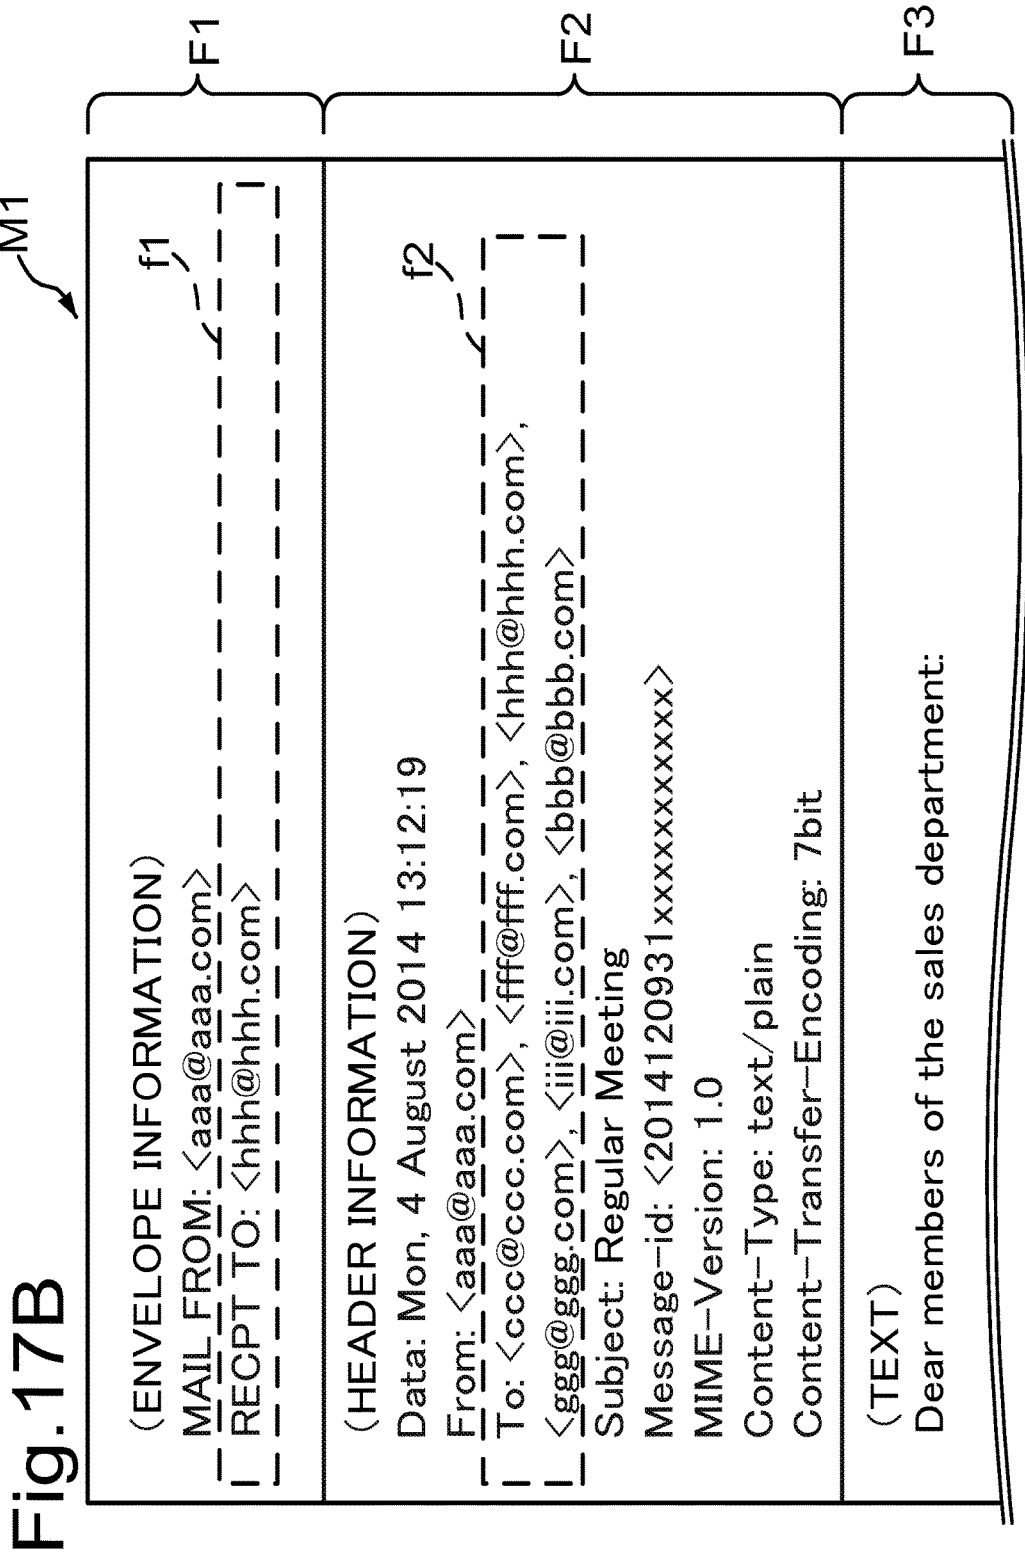 Fig.17B
M1
(ENVELOPE INFORMATION)
MAIL FROM: <aaa@aaa.com>
f1
RECPT TO: <hhh@hhh.com>
F1
(HEADER INFORMATION)
Data: Mon, 4 August 2014 13:12:19
From: <aaa@aaa.com>
f2
To: <ccc@ccc.com>, <fff@fff.com>, <hhh@hhh.com>,
<ggg@ggg.com>, <iii@iii.com>, <bbb@bbb.com>
Subject: Regular Meeting
Message-id: <2014120931xxxxxxxxxxx>
MIME-Version: 1.0
Content-Type: text/plain
Content-Transfer-Encoding: 7bit
F2
(TEXT)
Dear members of the sales department:
F3